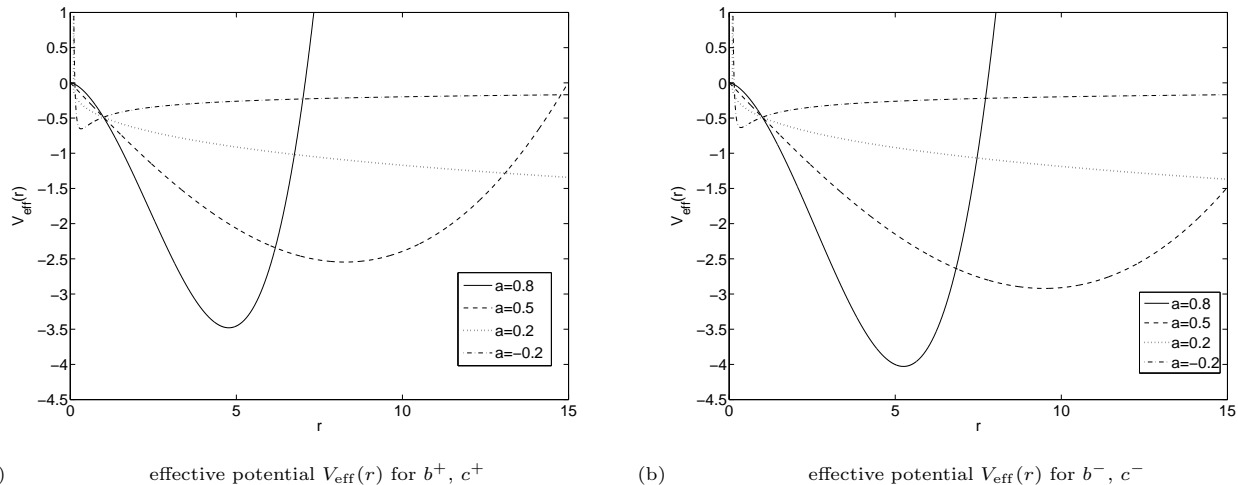 1
0.5
0
−0.5
−1
−1.5
−2
−2.5
−3
−3.5
−4
−4.5
V_eff(r)
0 5 10 15
r
a=0.8
a=0.5
a=0.2
a=−0.2
) effective potential V_eff(r) for b⁺, c⁺
1
0.5
0
−0.5
−1
−1.5
−2
−2.5
−3
−3.5
−4
−4.5
V_eff(r)
0 5 10 15
r
a=0.8
a=0.5
a=0.2
a=−0.2
(b) effective potential V_eff(r) for b⁻, c⁻